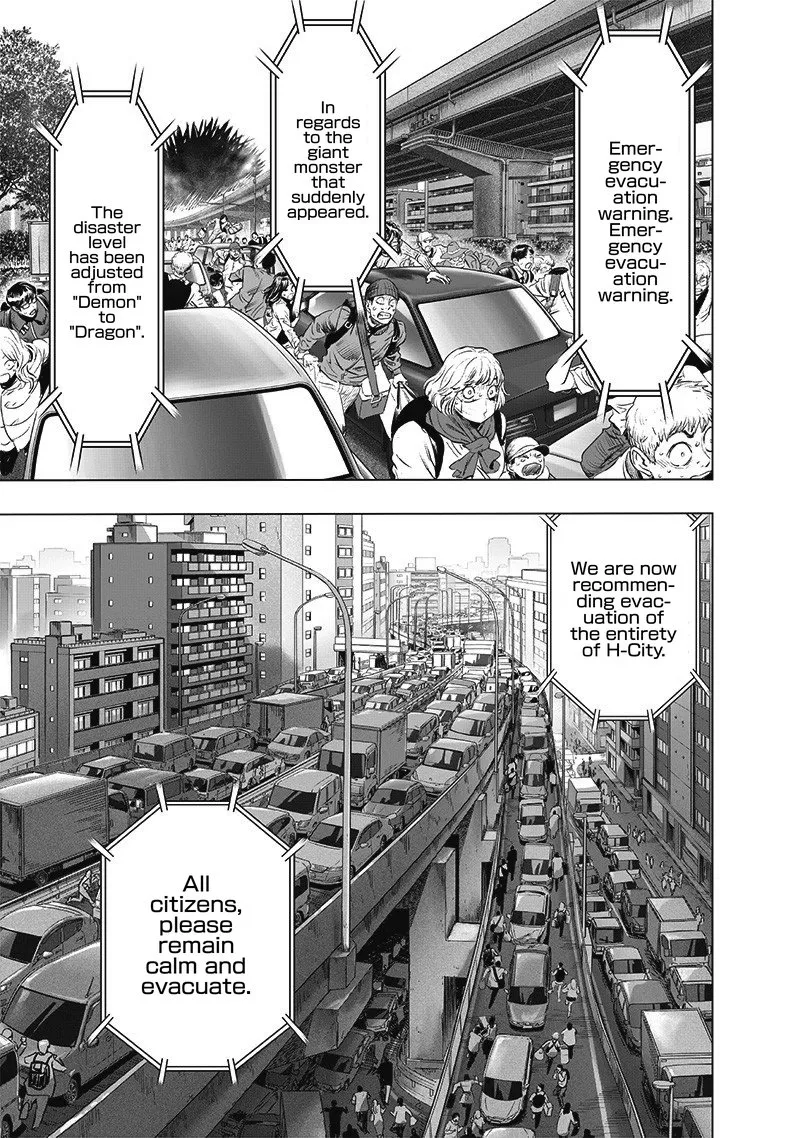 Emer-
gency
evacu-
ation
warning.
Emer-
gency
evacu-
ation
warning.
In
regards
to the
giant
monster
that
suddenly
appeared.
The
disaster
level
has been
adjusted
from
"Demon"
to
"Dragon".
We are now
recommen-
ding evac-
uation of
the entirety
of H-City.
All
citizens,
please
remain
calm and
evacuate.